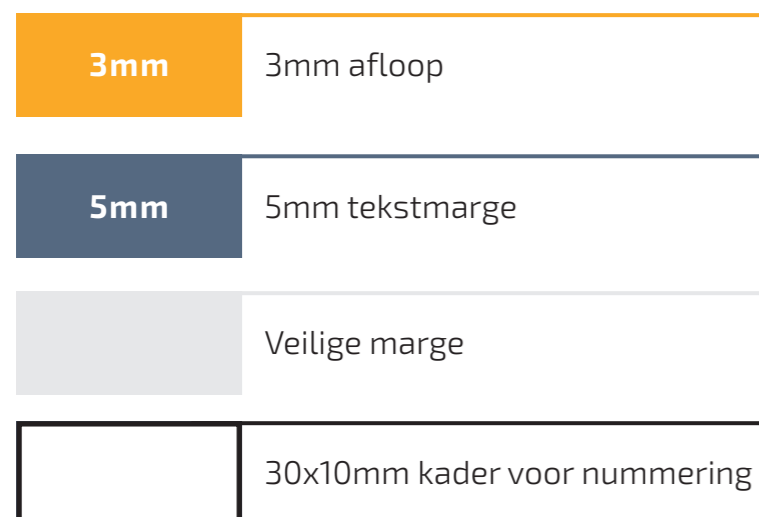 3mm 3mm afloop
5mm 5mm tekstmarge
Veilige marge
30x10mm kader voor nummering